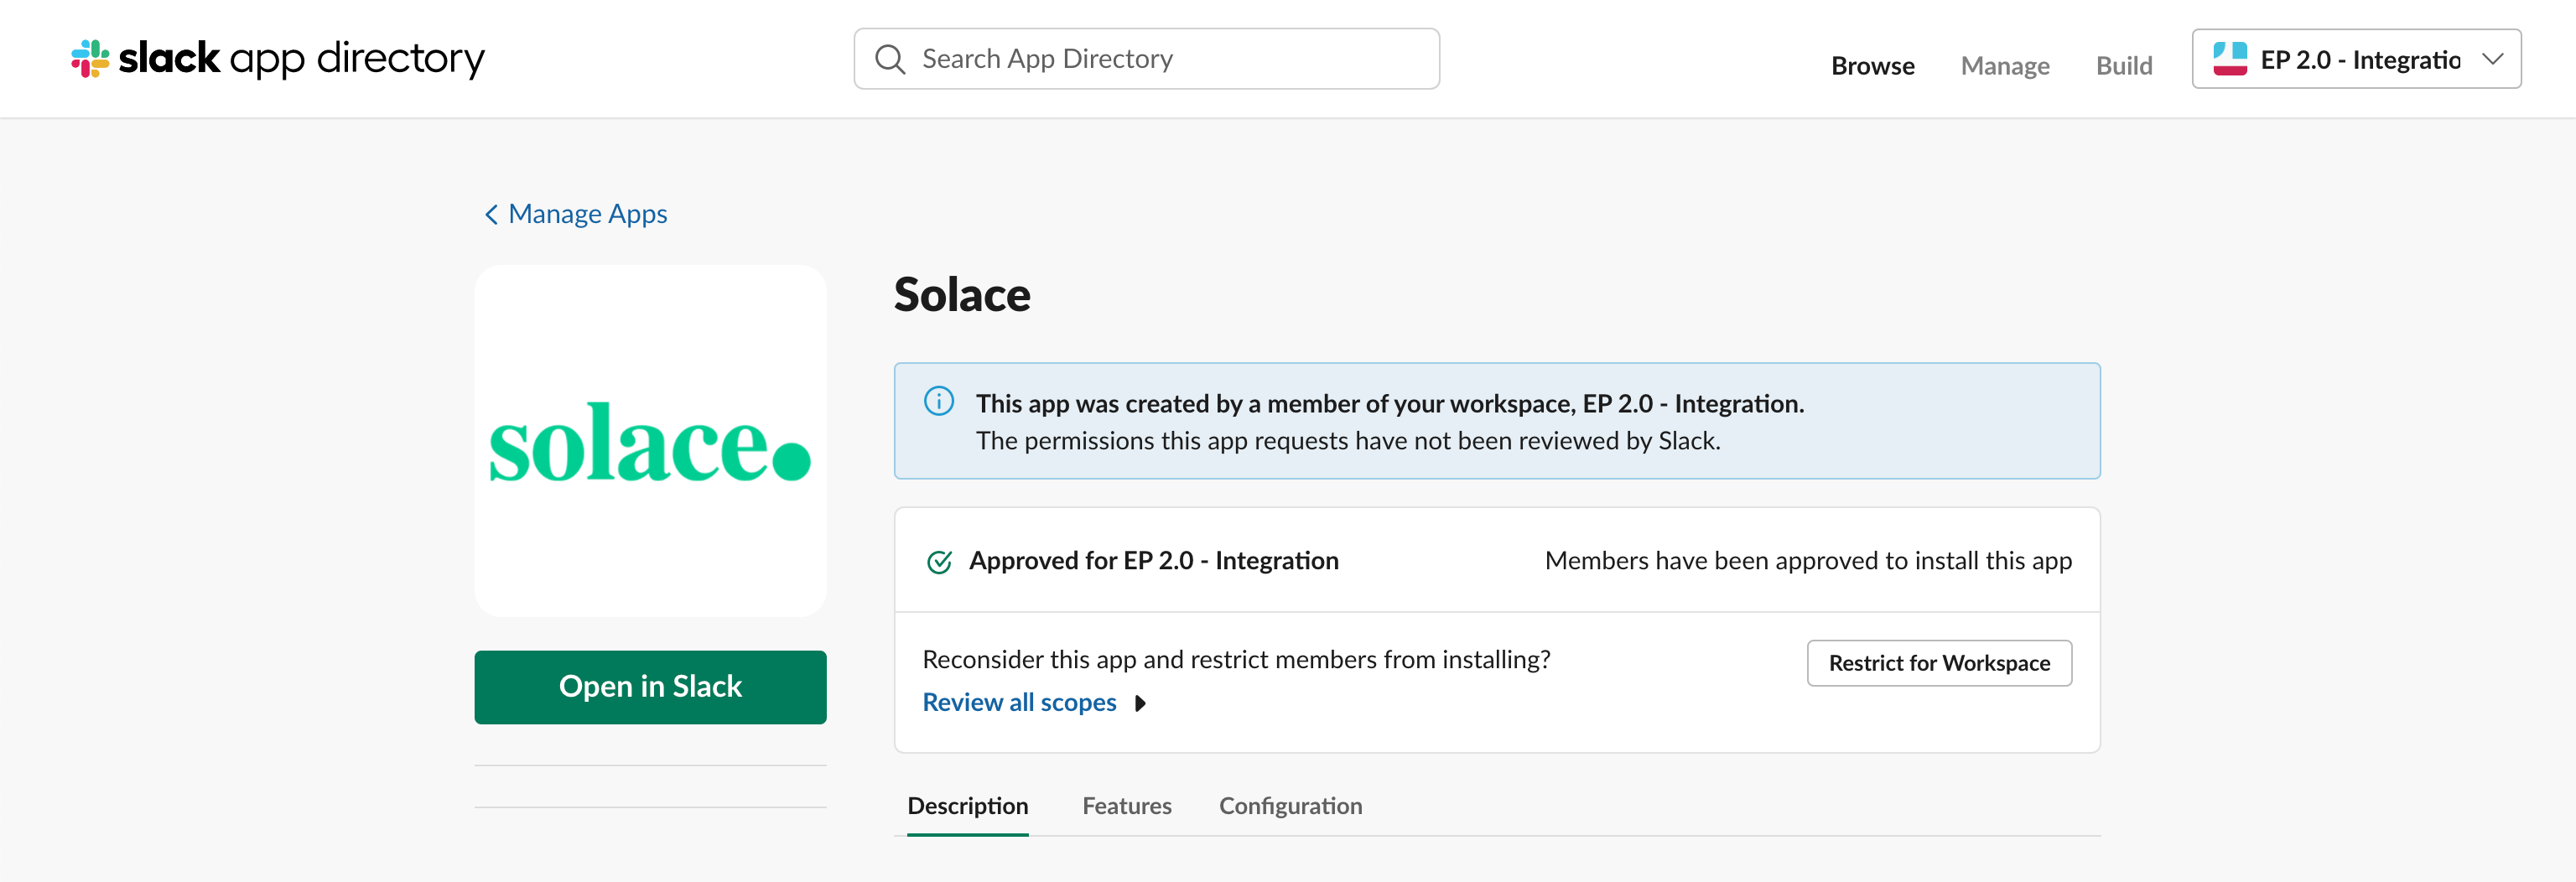 slack app directory
Search App Directory
Browse
Manage
Build
EP 2.0 - Integratio
Manage Apps
solace
Open in Slack
Solace
This app was created by a member of your workspace, EP 2.0 - Integration.
The permissions this app requests have not been reviewed by Slack.
Approved for EP 2.0 - Integration
Members have been approved to install this app
Reconsider this app and restrict members from installing?
Restrict for Workspace
Review all scopes
Description
Features
Configuration